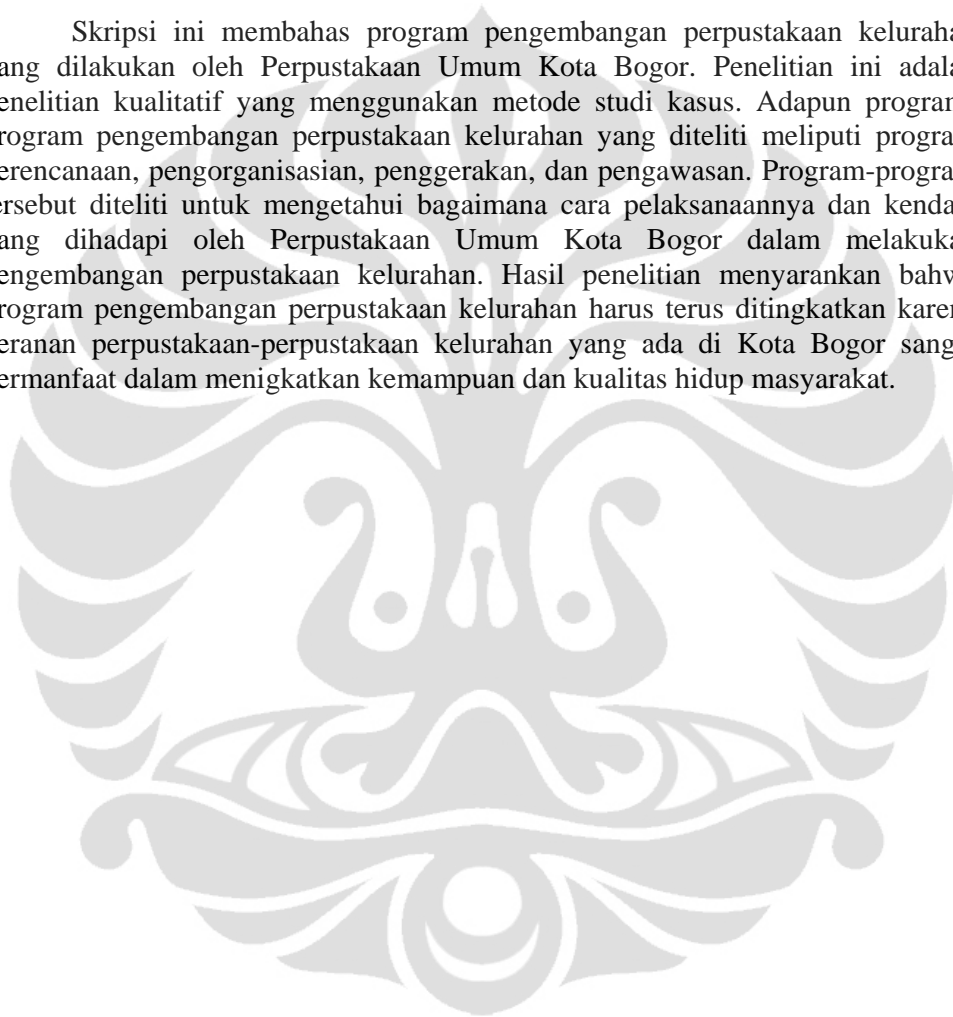 Skripsi ini membahas program pengembangan perpustakaan keluraha
ang dilakukan oleh Perpustakaan Umum Kota Bogor. Penelitian ini adala
enelitian kualitatif yang menggunakan metode studi kasus. Adapun program
rogram pengembangan perpustakaan kelurahan yang diteliti meliputi progra
erencanaan, pengorganisasian, penggerakan, dan pengawasan. Program-progra
ersebut diteliti untuk mengetahui bagaimana cara pelaksanaannya dan kenda
ang dihadapi oleh Perpustakaan Umum Kota Bogor dalam melakuka
engembangan perpustakaan kelurahan. Hasil penelitian menyarankan bahw
rogram pengembangan perpustakaan kelurahan harus terus ditingkatkan karen
eranan perpustakaan-perpustakaan kelurahan yang ada di Kota Bogor sang
ermanfaat dalam menigkatkan kemampuan dan kualitas hidup masyarakat.